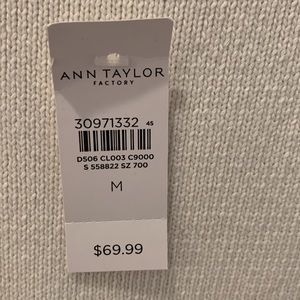 ANN TAYLOR
FACTORY
30971332 45
D506 CL003 C9000
S 558822 SZ 700
M
$69.99